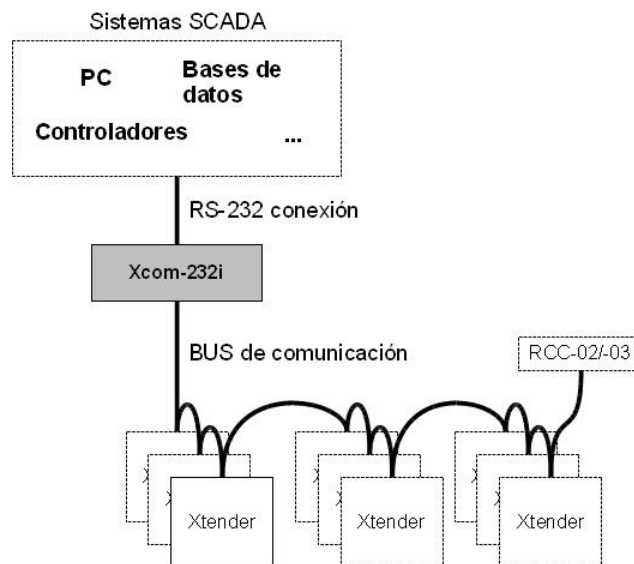 Sistemas SCADA
PC
Bases de
datos
Controladores
...
RS-232 conexión
Xcom-232i
BUS de comunicación
RCC-02/-03
X
X
Xtender
X
X
Xtender
X
X
Xtender